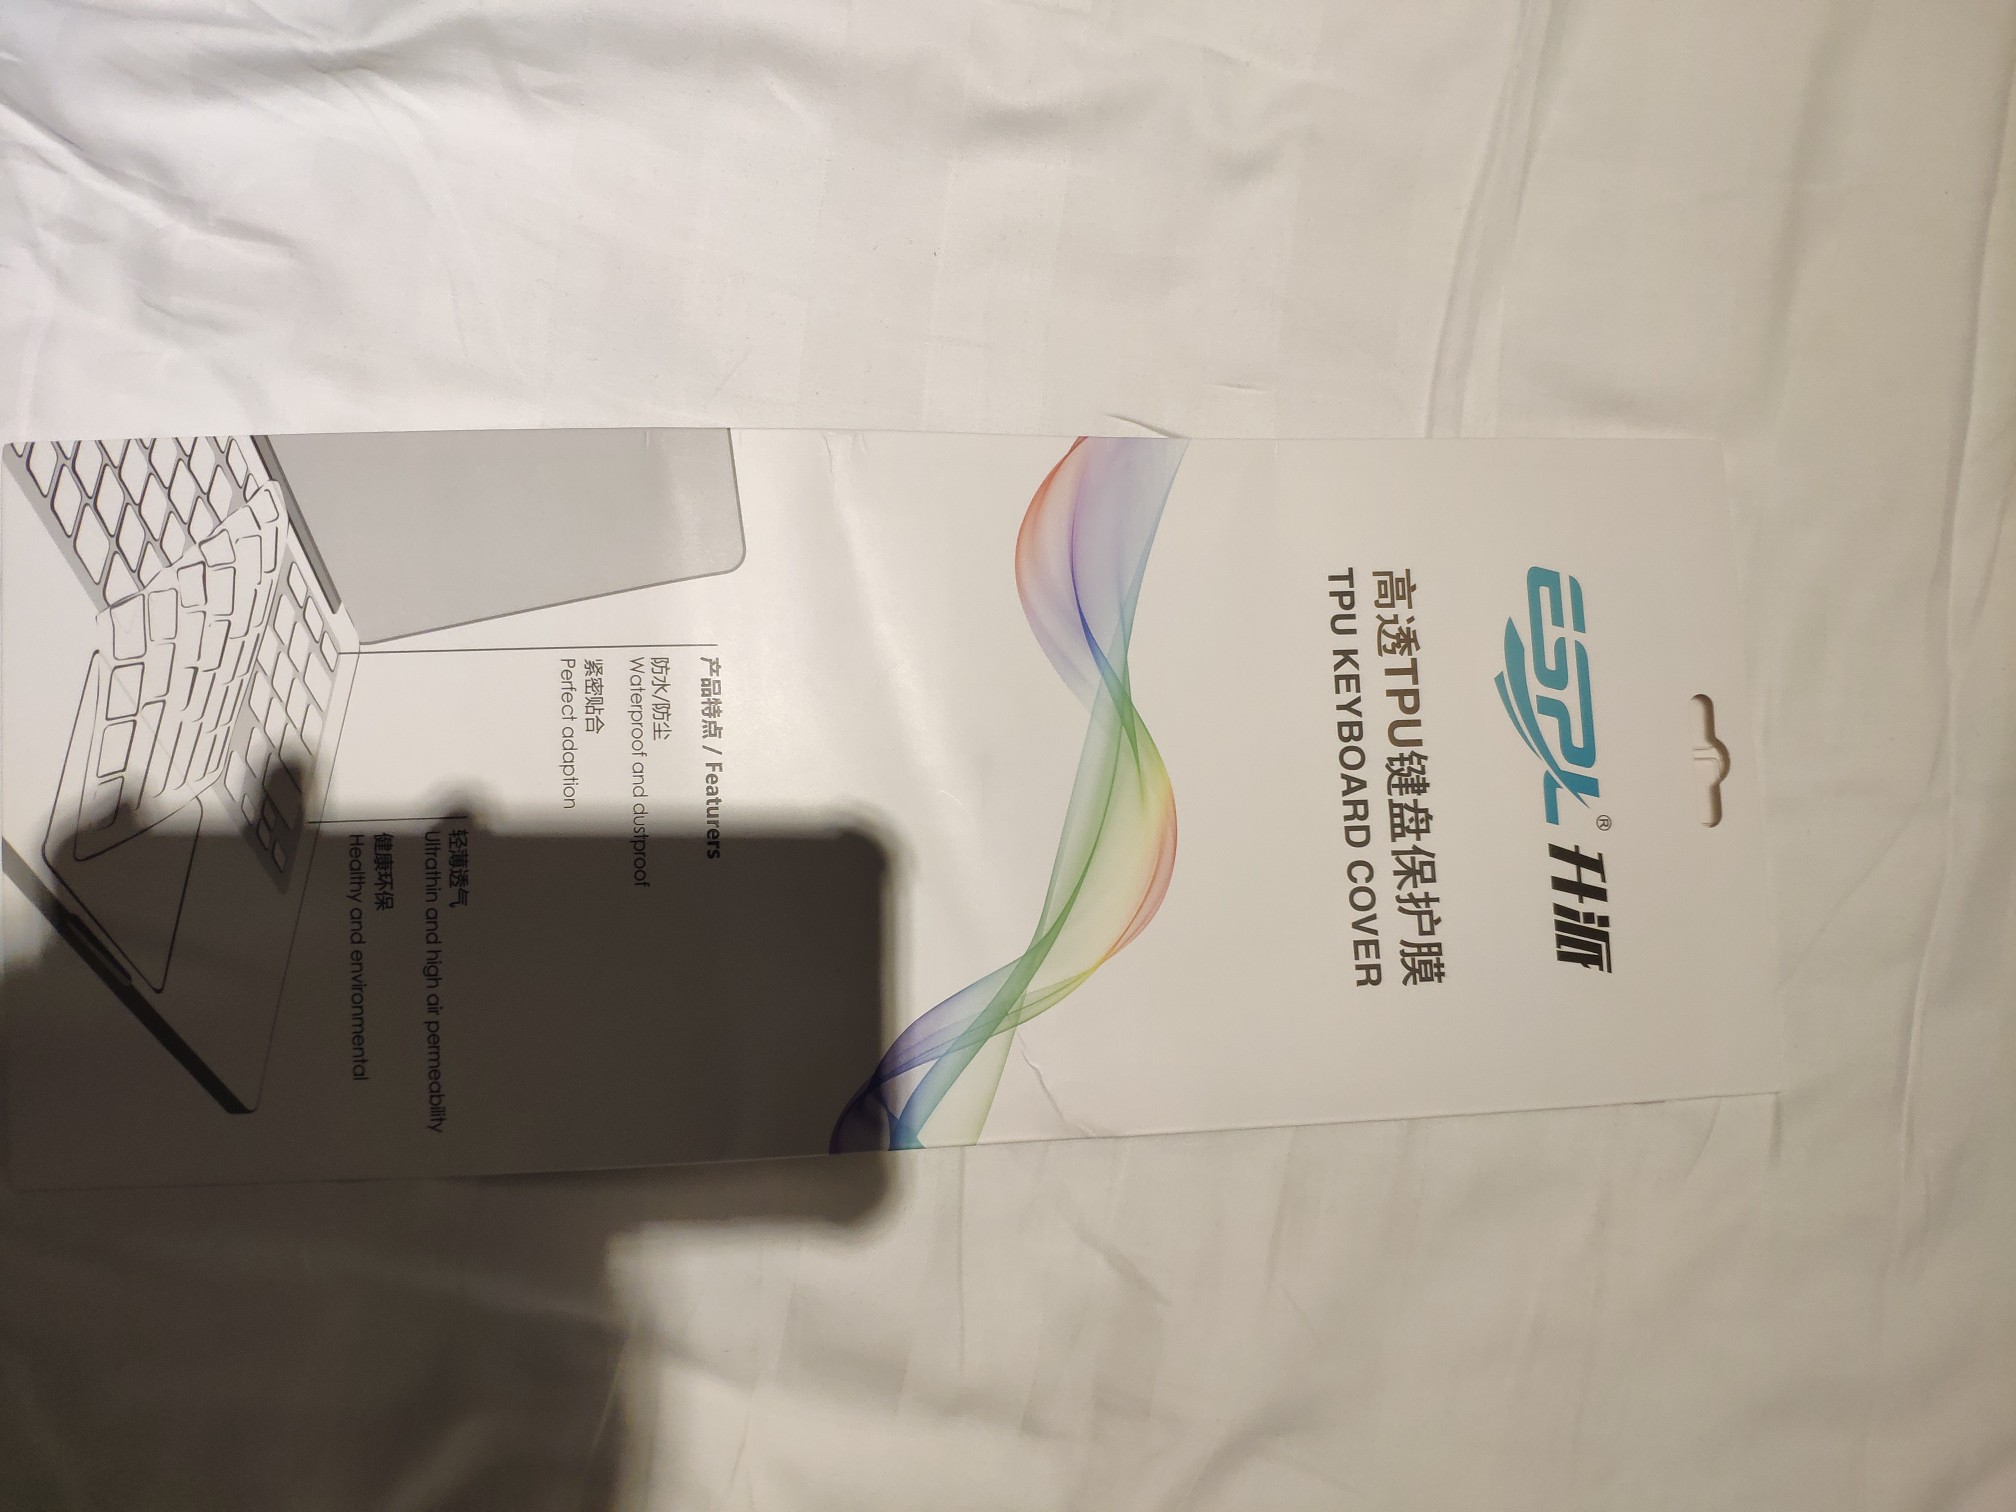 ESPL® 升派
高透TPU键盘保护膜
TPU KEYBOARD COVER
产品特点 / Featurers
防水/防尘
Waterproof and dustproof
紧密贴合
Perfect adaption
轻薄透气
Ultrathin and high air permeability
健康环保
Healthy and environmental